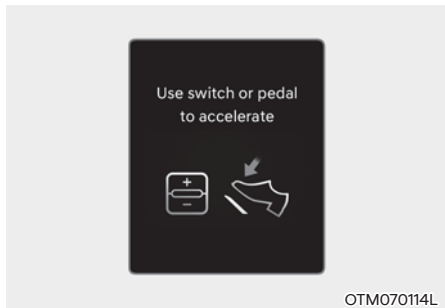 Use switch or pedal
to accelerate
+
−
OTM070114L